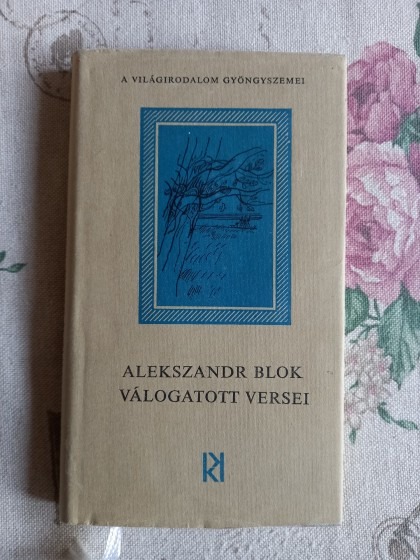 A VILÁGIRODALOM GYÖNGYSZEMEI
ALEKSZANDR BLOK
VÁLOGATOTT VERSEI